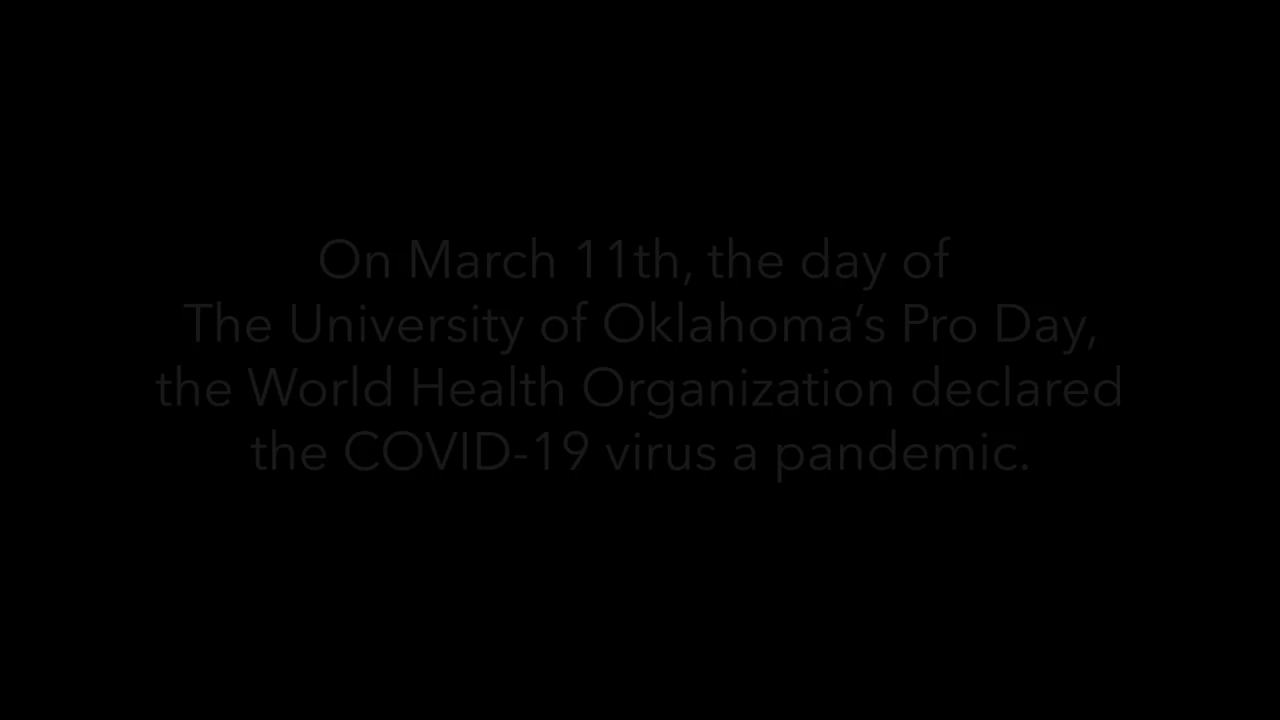 On March 11th, the day of
The University of Oklahoma’s Pro Day,
the World Health Organization declared
the COVID-19 virus a pandemic.